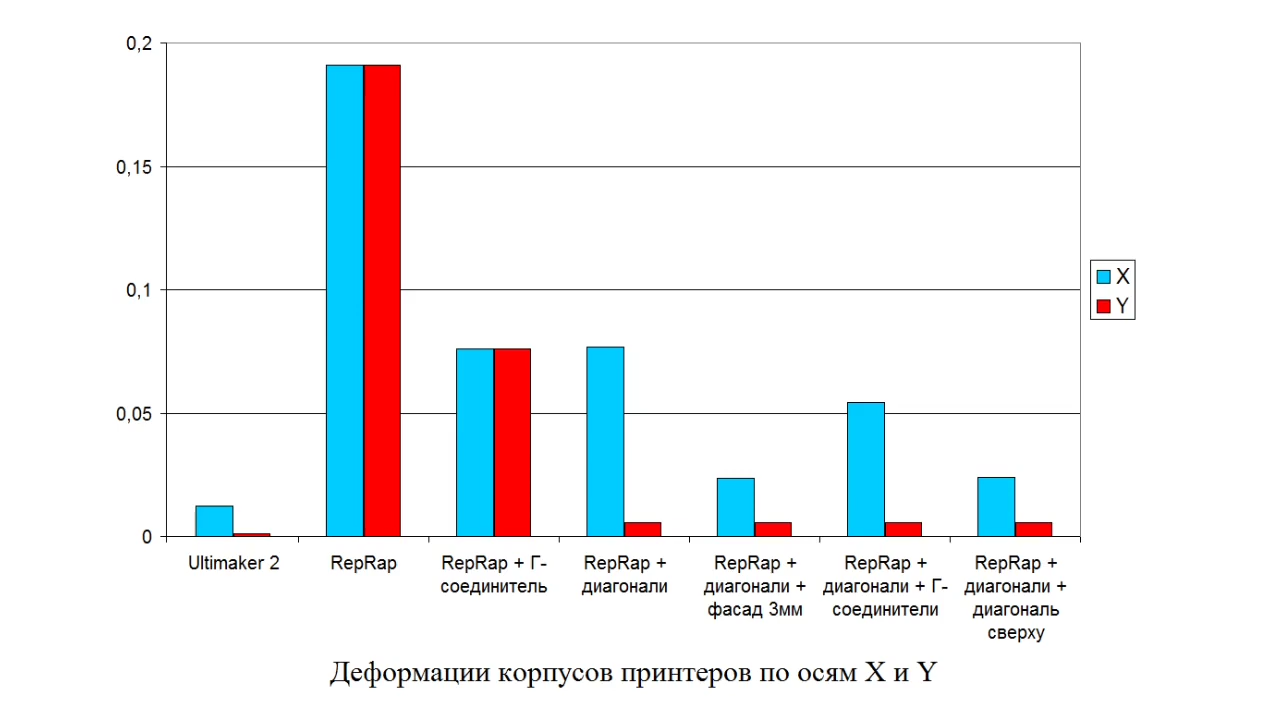 0,2
0,15
0,1
0,05
0
X
Y
Ultimaker 2
RepRap
RepRap + Г-
соединитель
RepRap +
диагонали
RepRap +
диагонали +
фасад 3мм
RepRap +
диагонали + Г-
соединители
RepRap +
диагонали +
диагональ
сверху
Деформации корпусов принтеров по осям X и Y